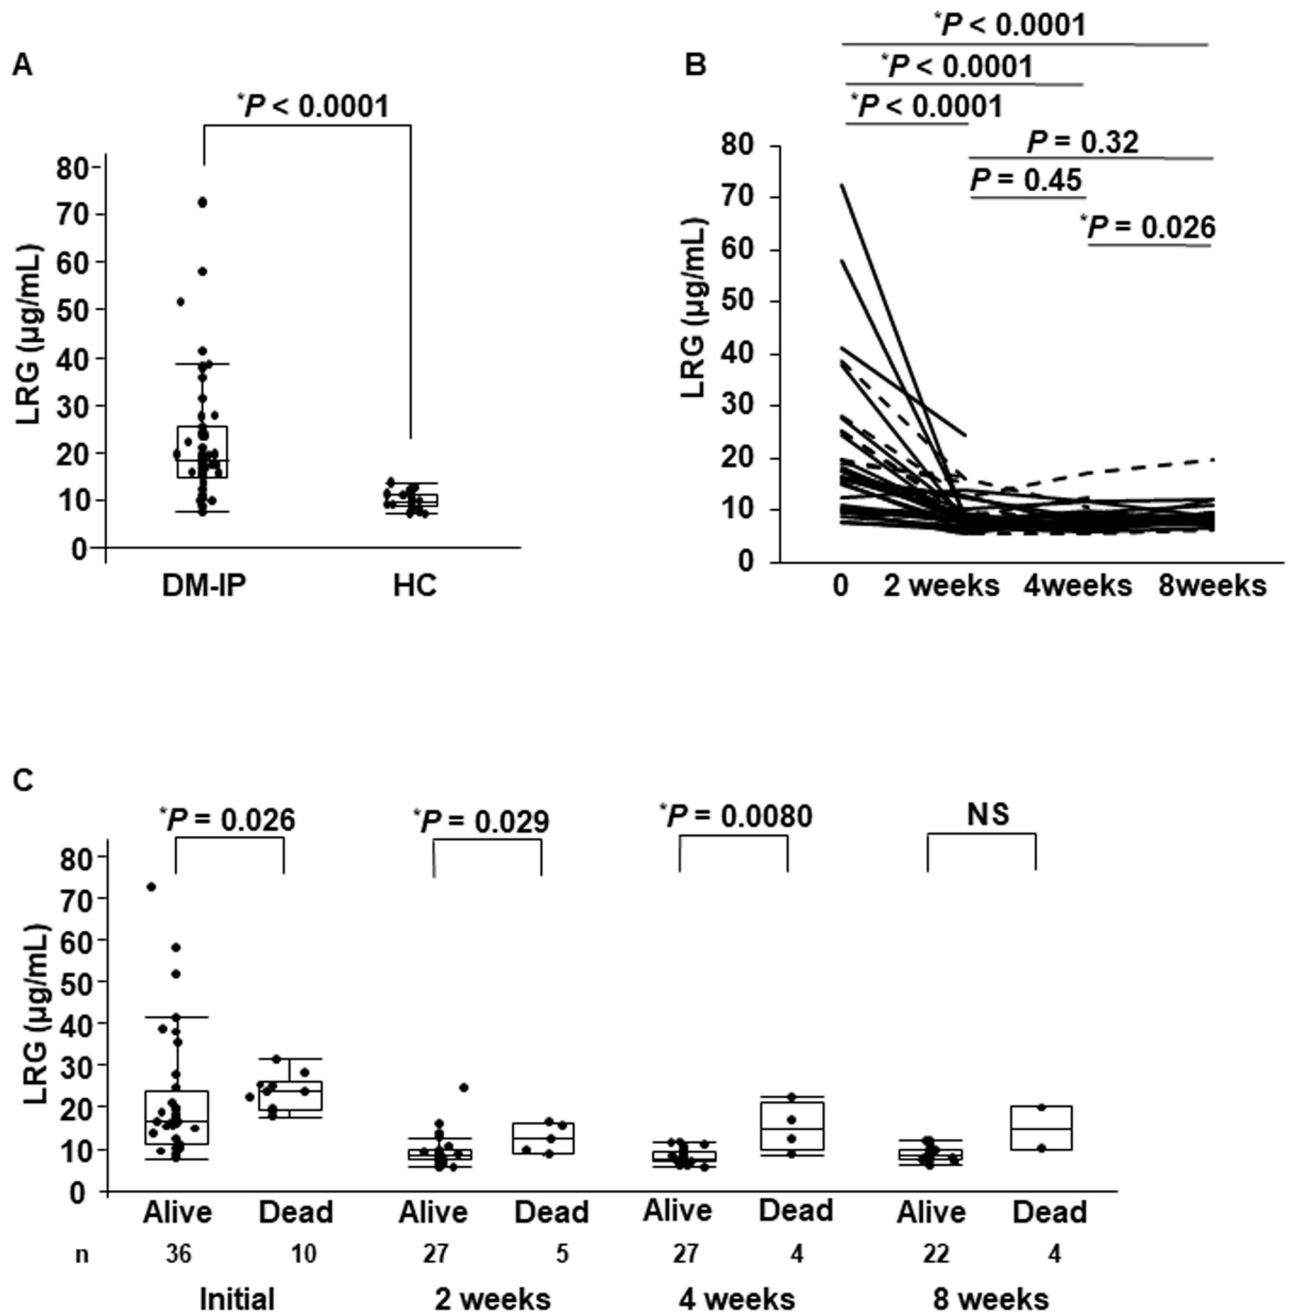 A
*P < 0.0001
LRG (µg/mL)
80
70
60
50
40
30
20
10
0
DM-IP HC
B
*P < 0.0001
*P < 0.0001
*P < 0.0001
P = 0.32
P = 0.45
*P = 0.026
LRG (µg/mL)
80
70
60
50
40
30
20
10
0
0 2 weeks 4weeks 8weeks
C
*P = 0.026 *P = 0.029 *P = 0.0080 NS
LRG (µg/mL)
80
70
60
50
40
30
20
10
0
Alive Dead Alive Dead Alive Dead Alive Dead
n 36 10 27 5 27 4 22 4
Initial 2 weeks 4 weeks 8 weeks